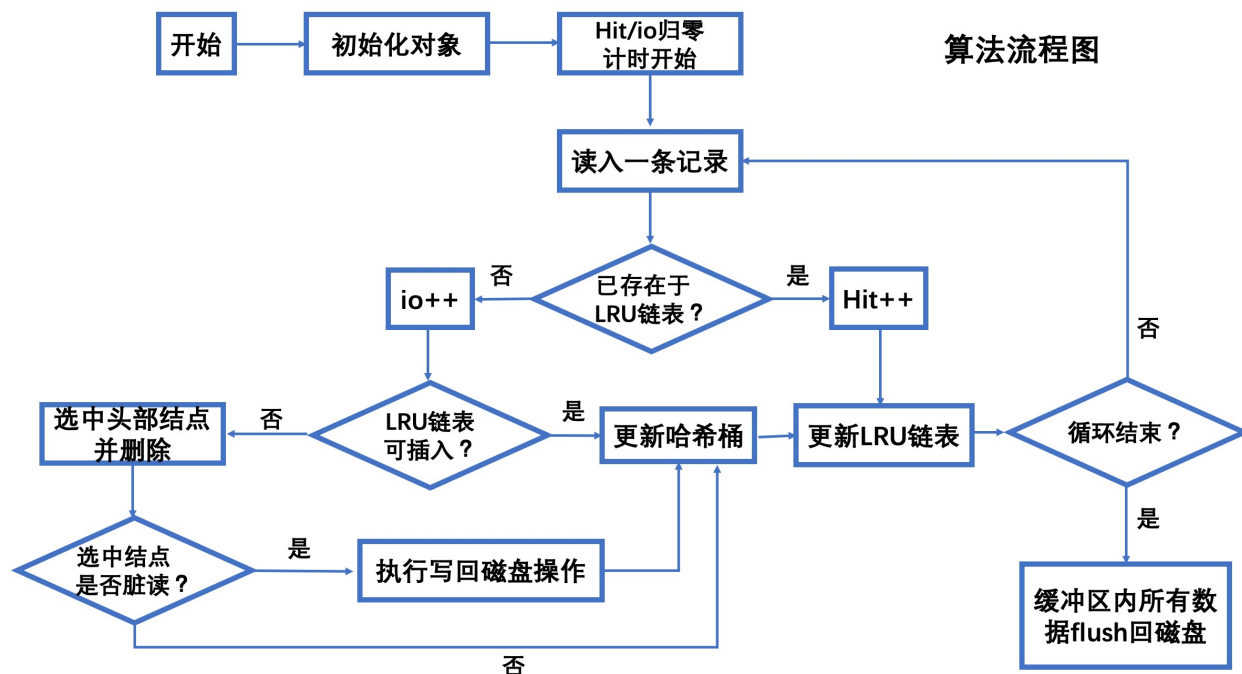 开始
初始化对象
Hit/io归零
计时开始
算法流程图
读入一条记录
已存在于
LRU链表？
否
是
io++
Hit++
否
LRU链表
可插入？
否
是
选中头部结点
并删除
更新哈希桶
更新LRU链表
循环结束？
是
选中结点
是否脏读？
是
执行写回磁盘操作
否
缓冲区内所有数
据flush回磁盘